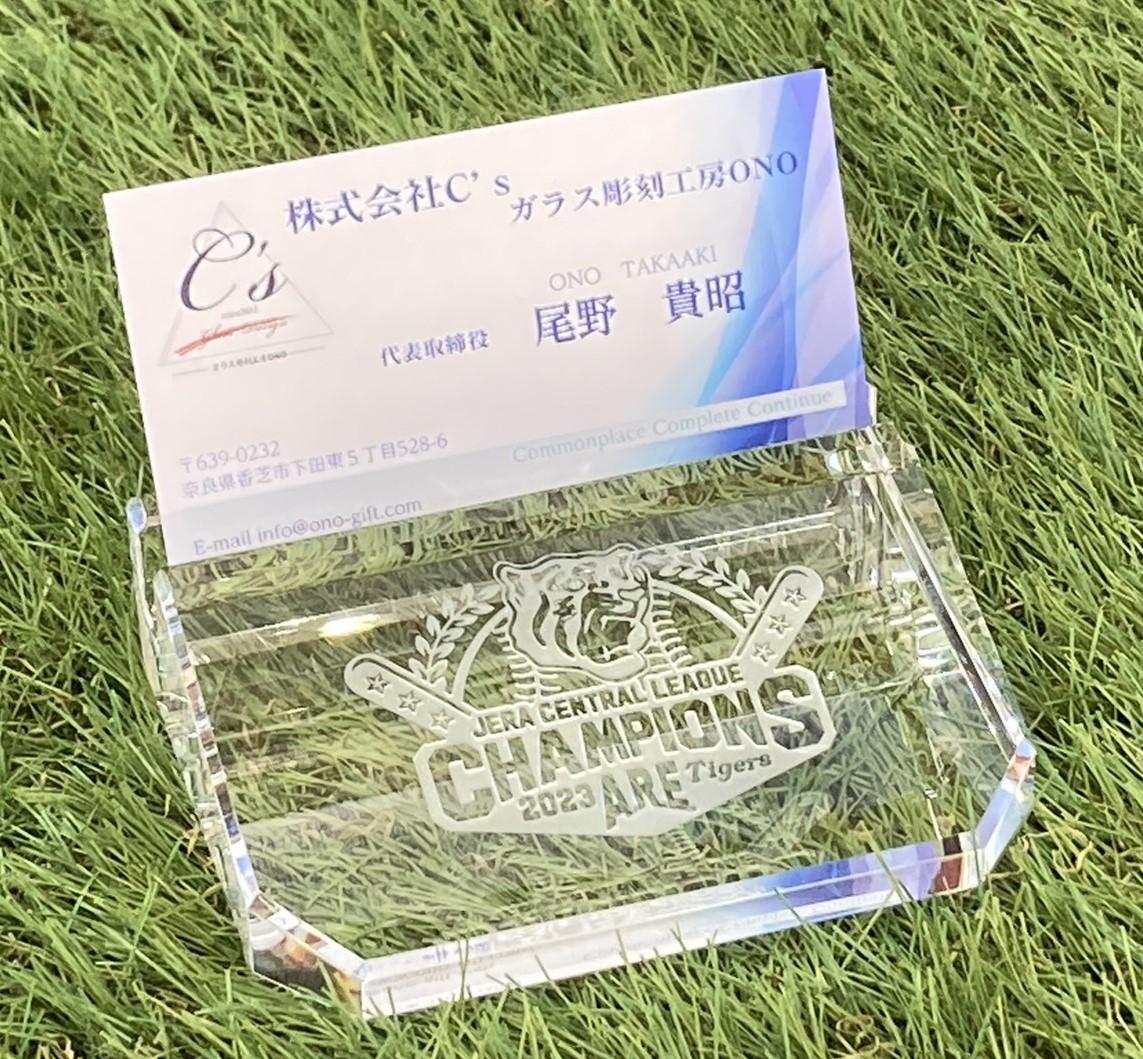 株式会社C's ガラス彫刻工房ONO
C's
ONO TAKAAKI
代表取締役 尾野 貴昭
〒639-0232
奈良県香芝市下田東5丁目528-6
Commonplace Complete Continue
E-mail info@ono-gift.com
JERA CENTRAL LEAGUE
CHAMPIONS
2023 ARE Tigers